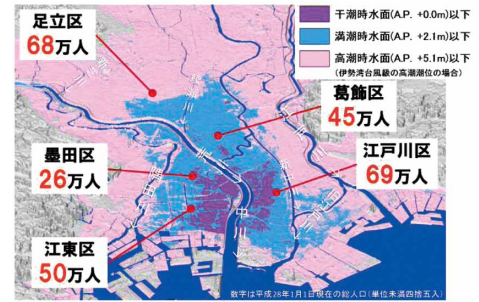 干潮時水面(A.P. +0.0m)以下
満潮時水面(A.P. +2.1m)以下
高潮時水面(A.P. +5.1m)以下
(伊勢湾台風級の高潮潮位の場合)
足立区
68万人
葛飾区
45万人
墨田区
26万人
江戸川区
69万人
江東区
50万人
数字は平成28年1月1日現在の総人口(単位未満四捨五入)